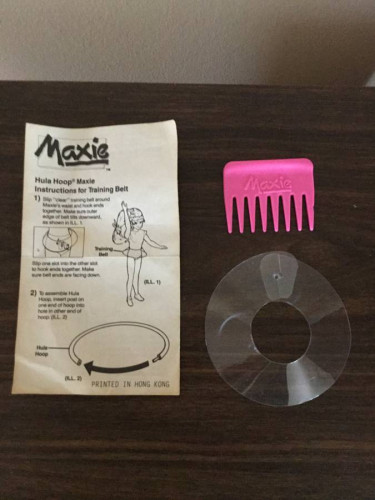 Maxie
TM
Hula Hoop® Maxie
Instructions for Training Belt
1) Slip "clear" training belt around
Maxie's waist and hook ends
together. Make sure outer
edge of belt tilts downward,
as shown in ILL. 1.
Training
Belt
Slip one slot into the other slot
to hook ends together. Make
sure belt ends are facing down.
(ILL. 1)
2) To assemble Hula
Hoop, insert post on
one end of hoop into
hole in other end of
hoop (ILL. 2)
Hula
Hoop
(ILL. 2)
PRINTED IN HONG KONG
Maxie